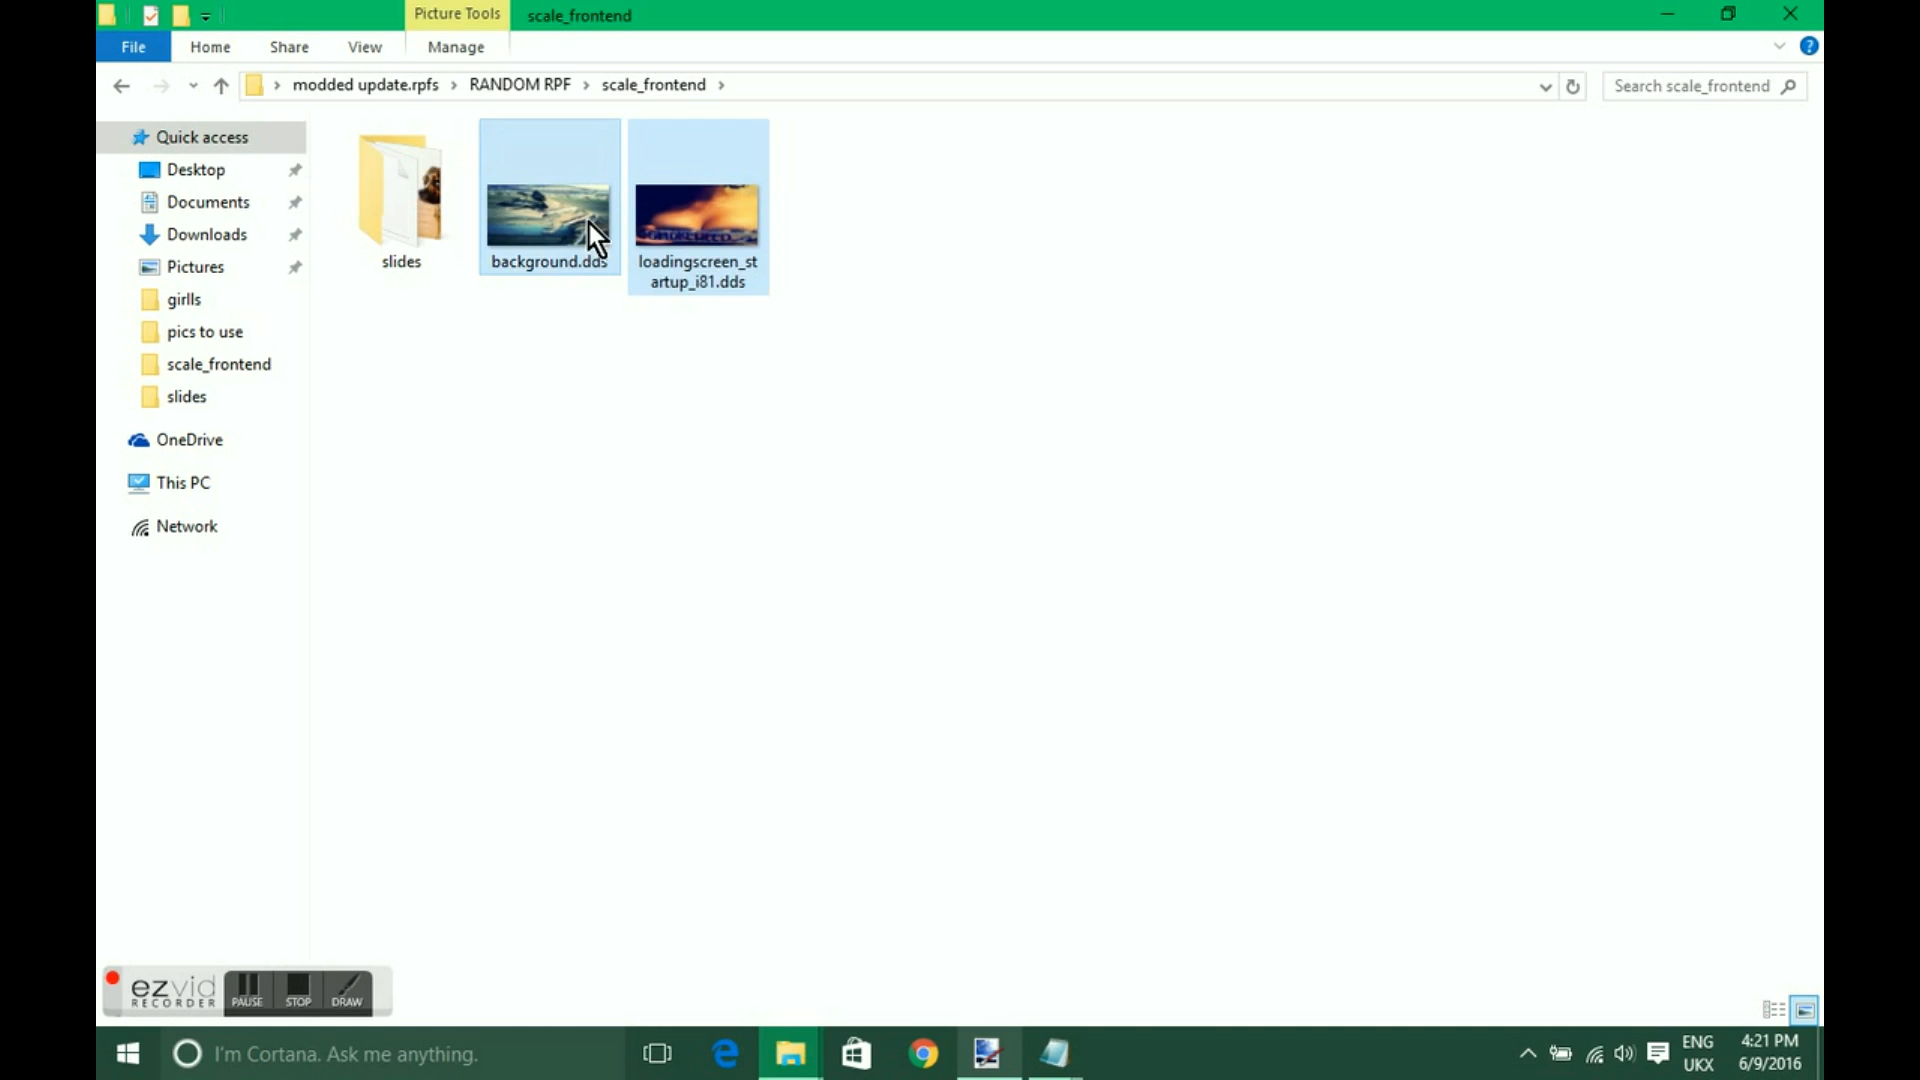 Picture Tools
scale_frontend
File
Home
Share
View
Manage
modded update.rpfs
RANDOM RPF
scale_frontend
Search scale_frontend
Quick access
Desktop
Documents
Downloads
Pictures
girlls
pics to use
scale_frontend
slides
OneDrive
This PC
Network
slides
background.dds
loadingscreen_st
artup_i81.dds
ezvid
RECORDER
PAUSE
STOP
DRAW
I'm Cortana. Ask me anything.
ENG
UKX
4:21 PM
6/9/2016